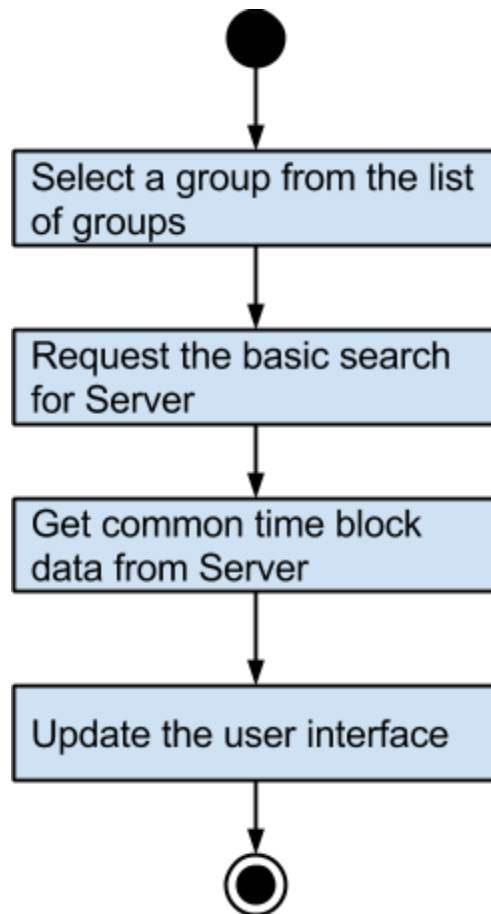 Select a group from the list
of groups
Request the basic search
for Server
Get common time block
data from Server
Update the user interface